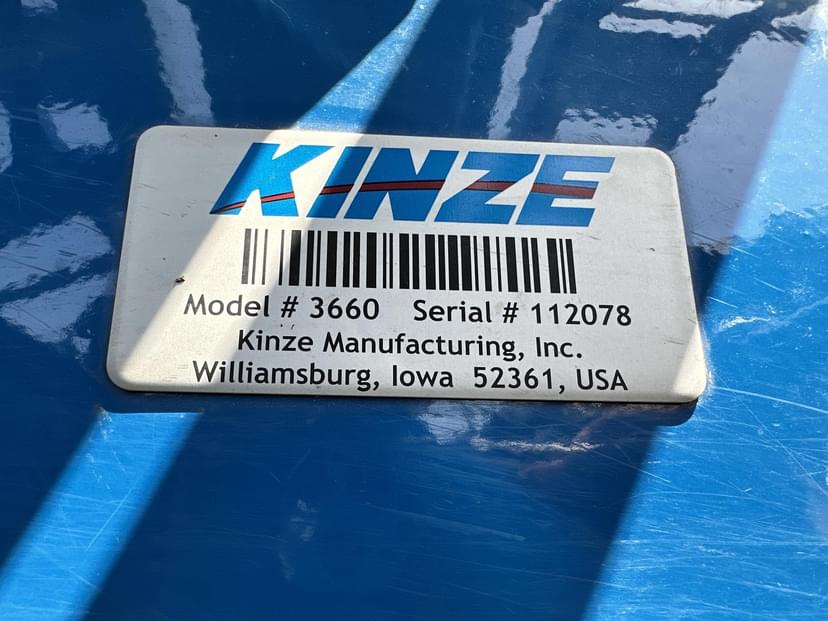 KINZE
Model # 3660 Serial # 112078
Kinze Manufacturing, Inc.
Williamsburg, Iowa 52361, USA